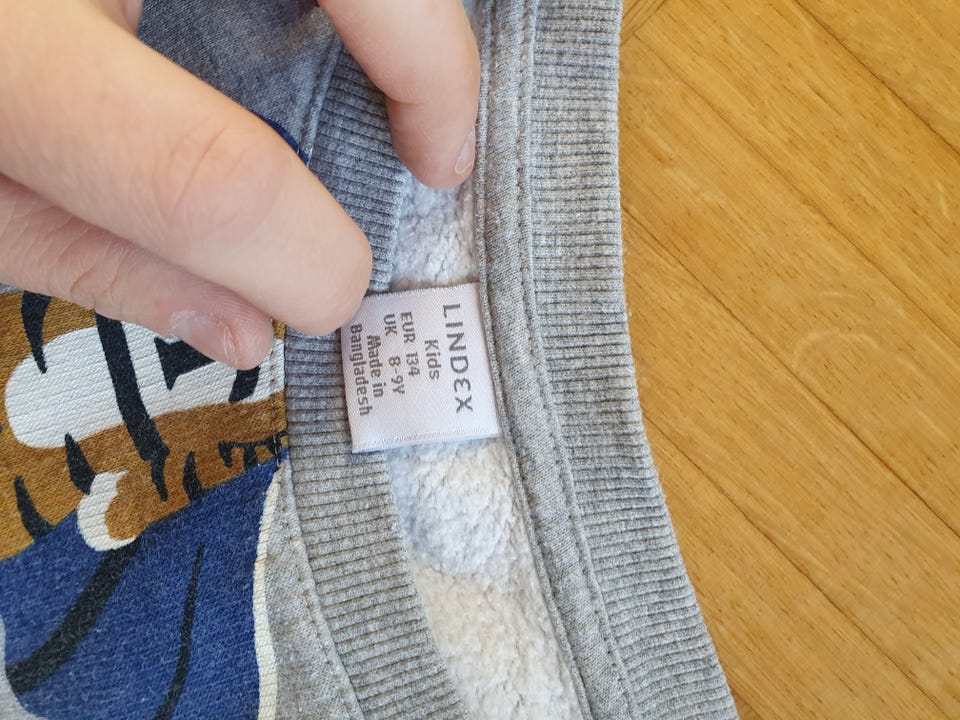 LINDEX
Kids
EUR 134
UK 8-9Y
Made in
Bangladesh